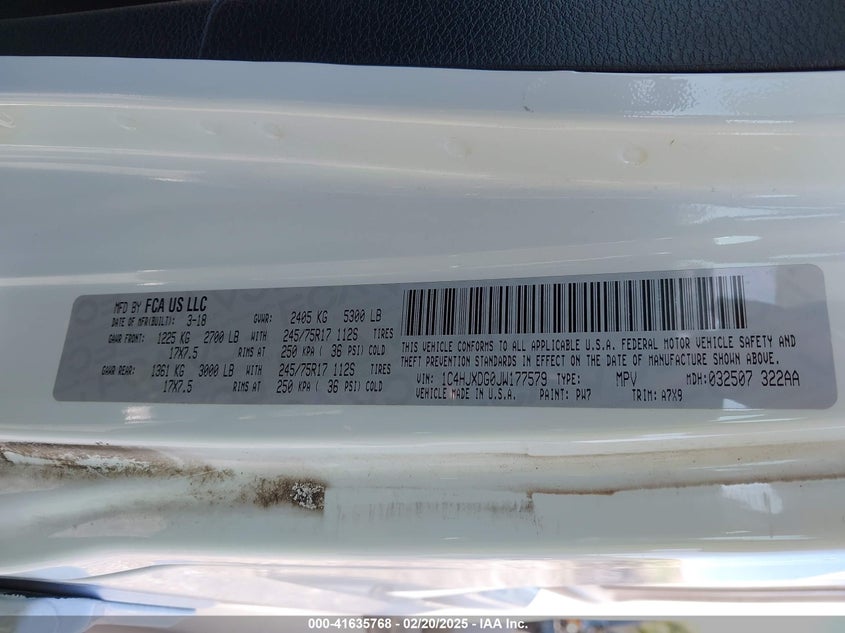 MFD BY FCA US LLC
DATE OF MFR(BUILT): 3-18 GVWR: 2405 KG 5300 LB
GAWR FRONT: 1225 KG 2700 LB WITH 245/75R17 112S TIRES
17X7.5 RIMS AT 250 KPA ( 36 PSI) COLD
GAWR REAR: 1361 KG 3000 LB WITH 245/75R17 112S TIRES
17X7.5 RIMS AT 250 KPA ( 36 PSI) COLD
THIS VEHICLE CONFORMS TO ALL APPLICABLE U.S.A. FEDERAL MOTOR VEHICLE SAFETY AND
THEFT PREVENTION STANDARDS IN EFFECT ON THE DATE OF MANUFACTURE SHOWN ABOVE.
VIN: 1C4HJXDG0JW177579 TYPE: MPV MDH: 032507 322AA
VEHICLE MADE IN U.S.A. PAINT: PW7 TRIM: A7X9
000-41635768 - 02/20/2025 - IAA Inc.